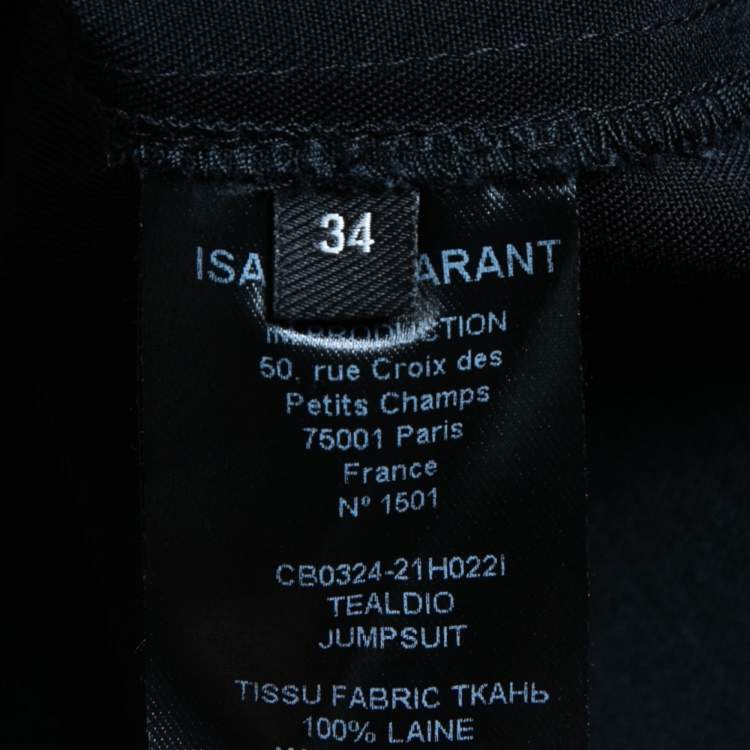 34
ISA ARANT
PRODUCTION
50, rue Croix des
Petits Champs
75001 Paris
France
Nº 1501
CB0324-21H022I
TEALDIO
JUMPSUIT
TISSU FABRIC ТКАНЬ
100% LAINE